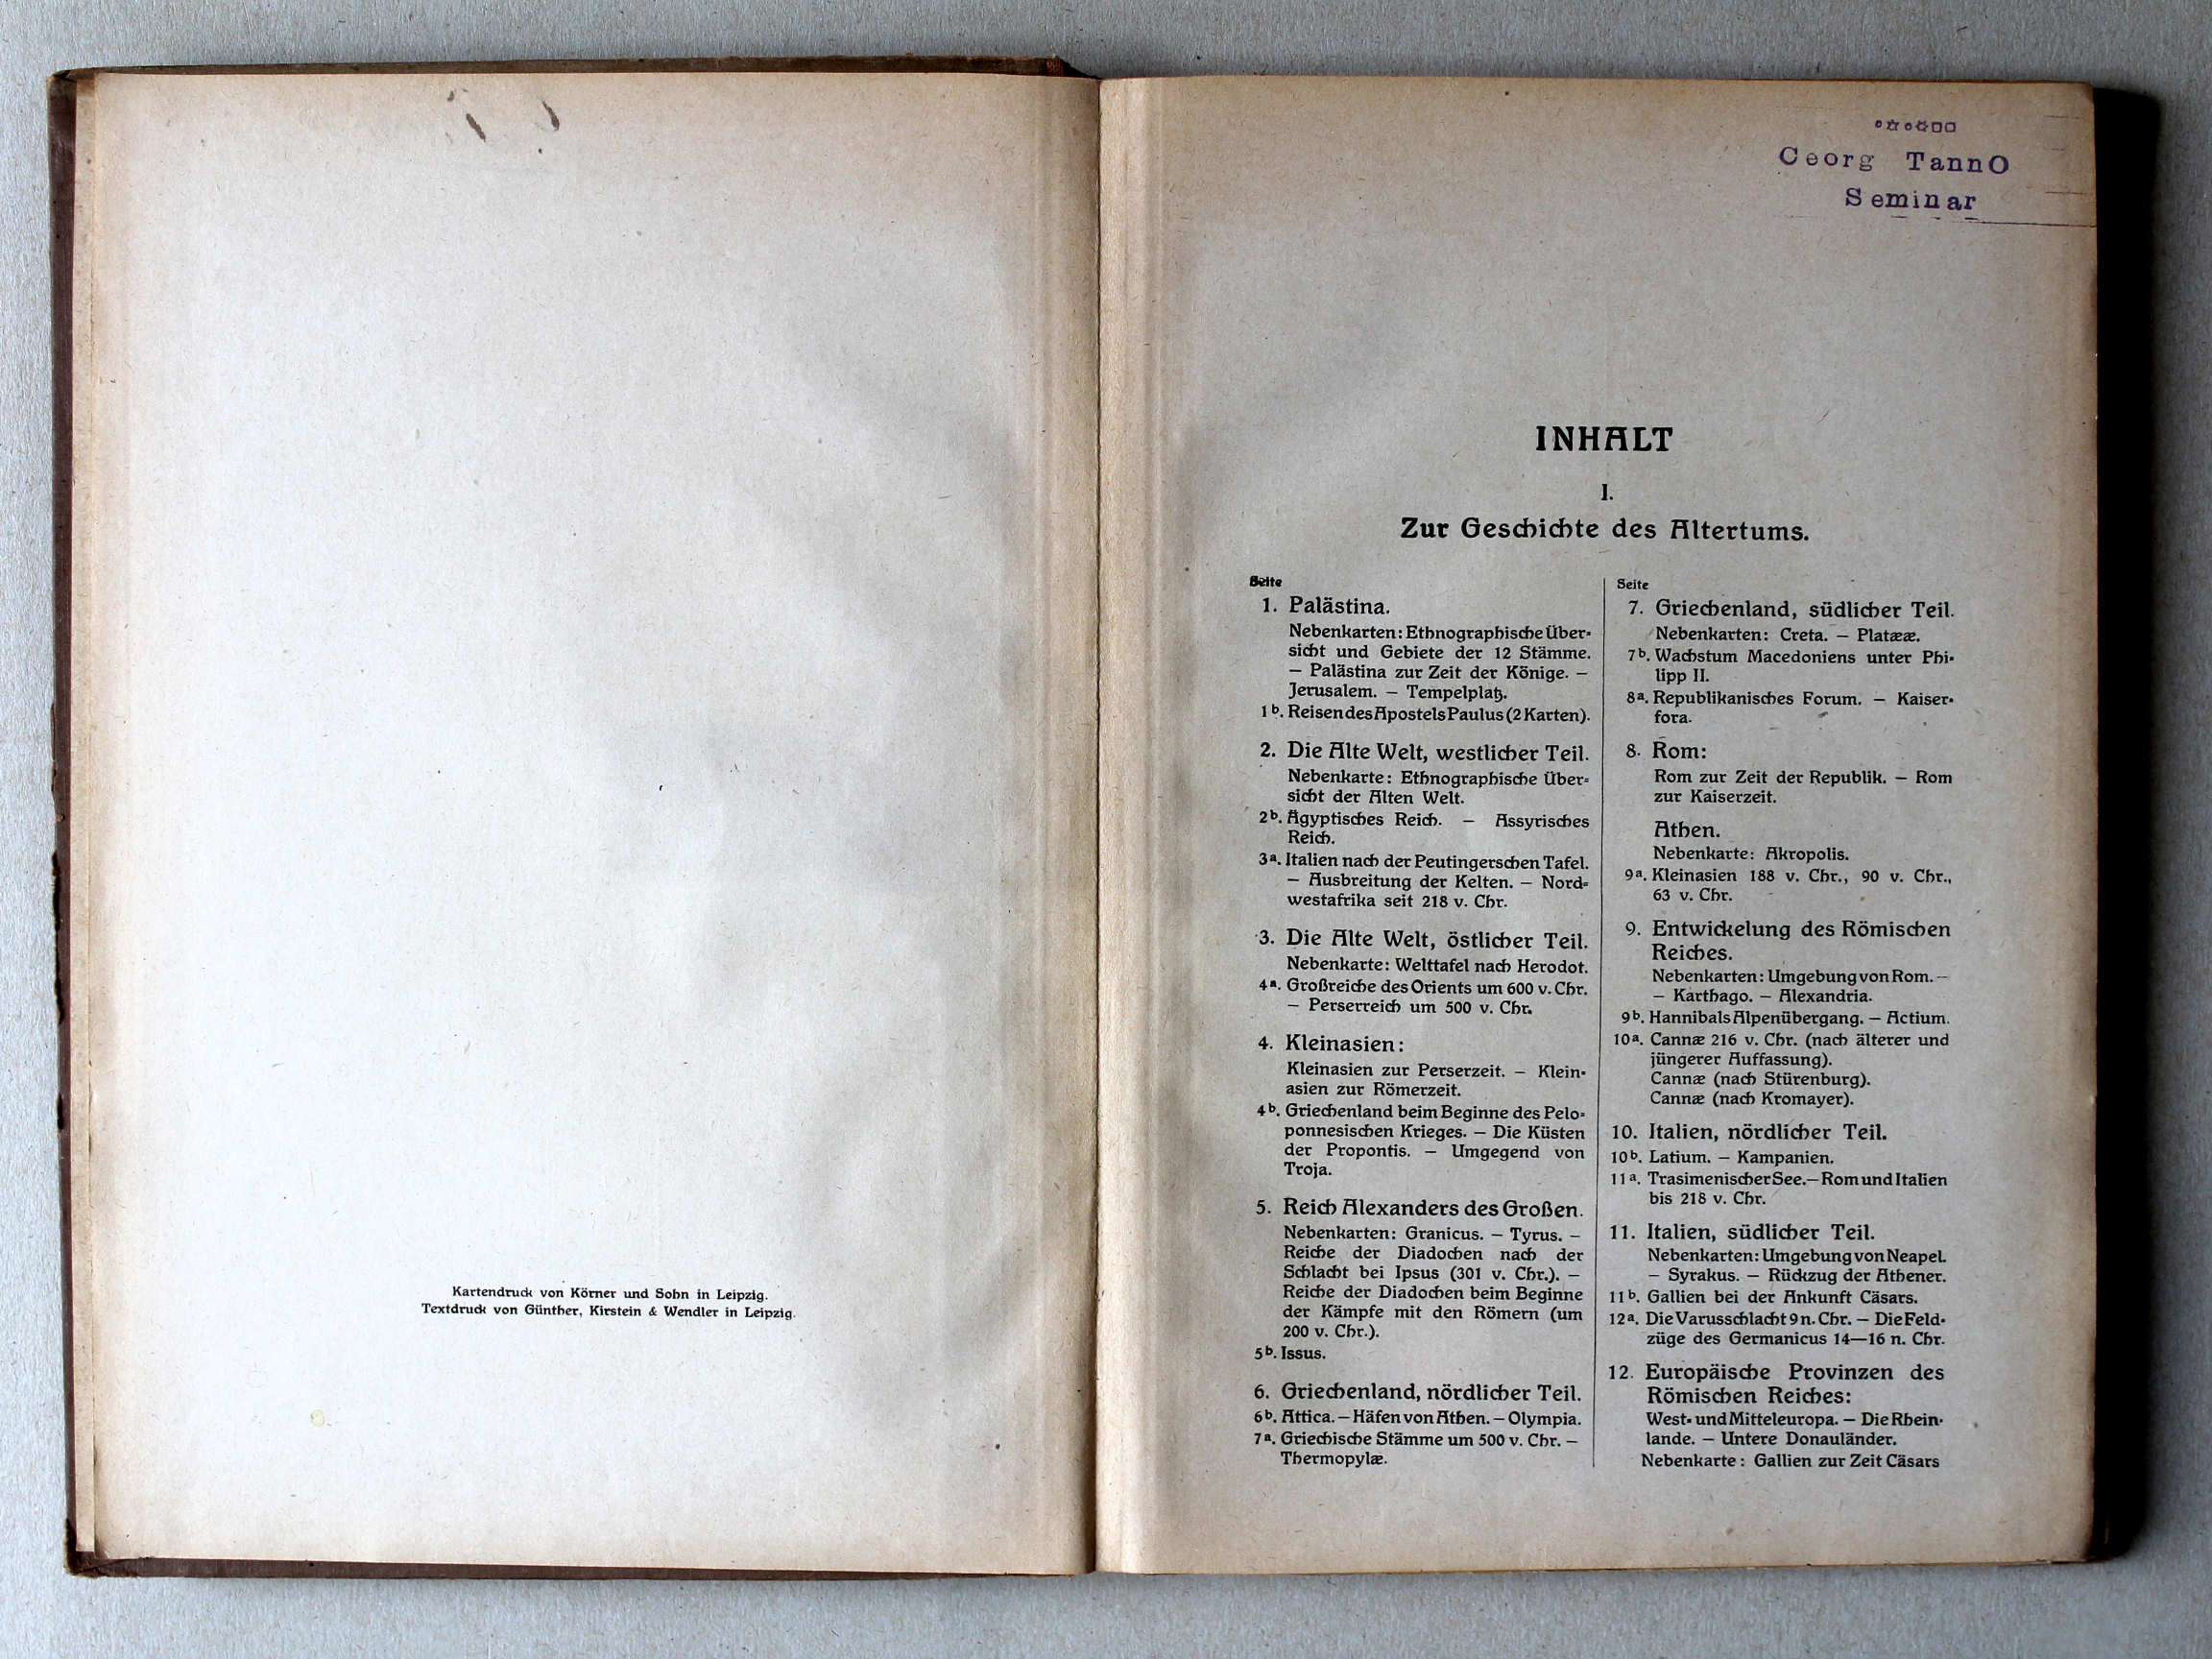 Kartendruck von Körner und Sohn in Leipzig.
Textdruck von Günther, Kirstein & Wendler in Leipzig.
Georg TannO
Seminar
INHALT
I.
Zur Geschichte des Altertums.
Seite
1. Palästina.
Nebenkarten: Ethnographische Über-
sicht und Gebiete der 12 Stämme.
— Palästina zur Zeit der Könige. —
Jerusalem. — Tempelplatz.
1b. Reisen des Apostels Paulus (2 Karten).
2. Die Alte Welt, westlicher Teil.
Nebenkarte: Ethnographische Über-
sicht der Alten Welt.
2b. Ägyptisches Reich. — Assyrisches
Reich.
3a. Italien nach der Peutingerschen Tafel.
— Ausbreitung der Kelten. — Nord-
westafrika seit 218 v. Chr.
3. Die Alte Welt, östlicher Teil.
Nebenkarte: Welttafel nach Herodot.
4a. Großreiche des Orients um 600 v. Chr.
— Perserreich um 500 v. Chr.
4. Kleinasien:
Kleinasien zur Perserzeit. — Klein-
asien zur Römerzeit.
4b. Griechenland beim Beginne des Pelo-
ponnesischen Krieges. — Die Küsten
der Propontis. — Umgegend von
Troja.
5. Reich Alexanders des Großen.
Nebenkarten: Granicus. — Tyrus. —
Reiche der Diadochen nach der
Schlacht bei Ipsus (301 v. Chr.). —
Reiche der Diadochen beim Beginne
der Kämpfe mit den Römern (um
200 v. Chr.).
5b. Issus.
6. Griechenland, nördlicher Teil.
6b. Attica. — Häfen von Athen. — Olympia.
7a. Griechische Stämme um 500 v. Chr. —
Thermopylæ.
Seite
7. Griechenland, südlicher Teil.
Nebenkarten: Creta. — Platææ.
7b. Wachstum Macedoniens unter Phi-
lipp II.
8a. Republikanisches Forum. — Kaiser-
fora.
8. Rom:
Rom zur Zeit der Republik. — Rom
zur Kaiserzeit.
Athen.
Nebenkarte: Akropolis.
9a. Kleinasien 188 v. Chr., 90 v. Chr.,
63 v. Chr.
9. Entwickelung des Römischen
Reiches.
Nebenkarten: Umgebung von Rom. —
— Karthago. — Alexandria.
9b. Hannibals Alpenübergang. — Actium.
10a. Cannæ 216 v. Chr. (nach älterer und
jüngerer Auffassung).
Cannæ (nach Stürenburg).
Cannæ (nach Kromayer).
10. Italien, nördlicher Teil.
10b. Latium. — Kampanien.
11a. Trasimenischer See. — Rom und Italien
bis 218 v. Chr.
11. Italien, südlicher Teil.
Nebenkarten: Umgebung von Neapel.
— Syrakus. — Rückzug der Athener.
11b. Gallien bei der Ankunft Cäsars.
12a. Die Varusschlacht 9 n. Chr. — Die Feld-
züge des Germanicus 14—16 n. Chr.
12. Europäische Provinzen des
Römischen Reiches:
West- und Mitteleuropa. — Die Rhein-
lande. — Untere Donauländer.
Nebenkarte: Gallien zur Zeit Cäsars